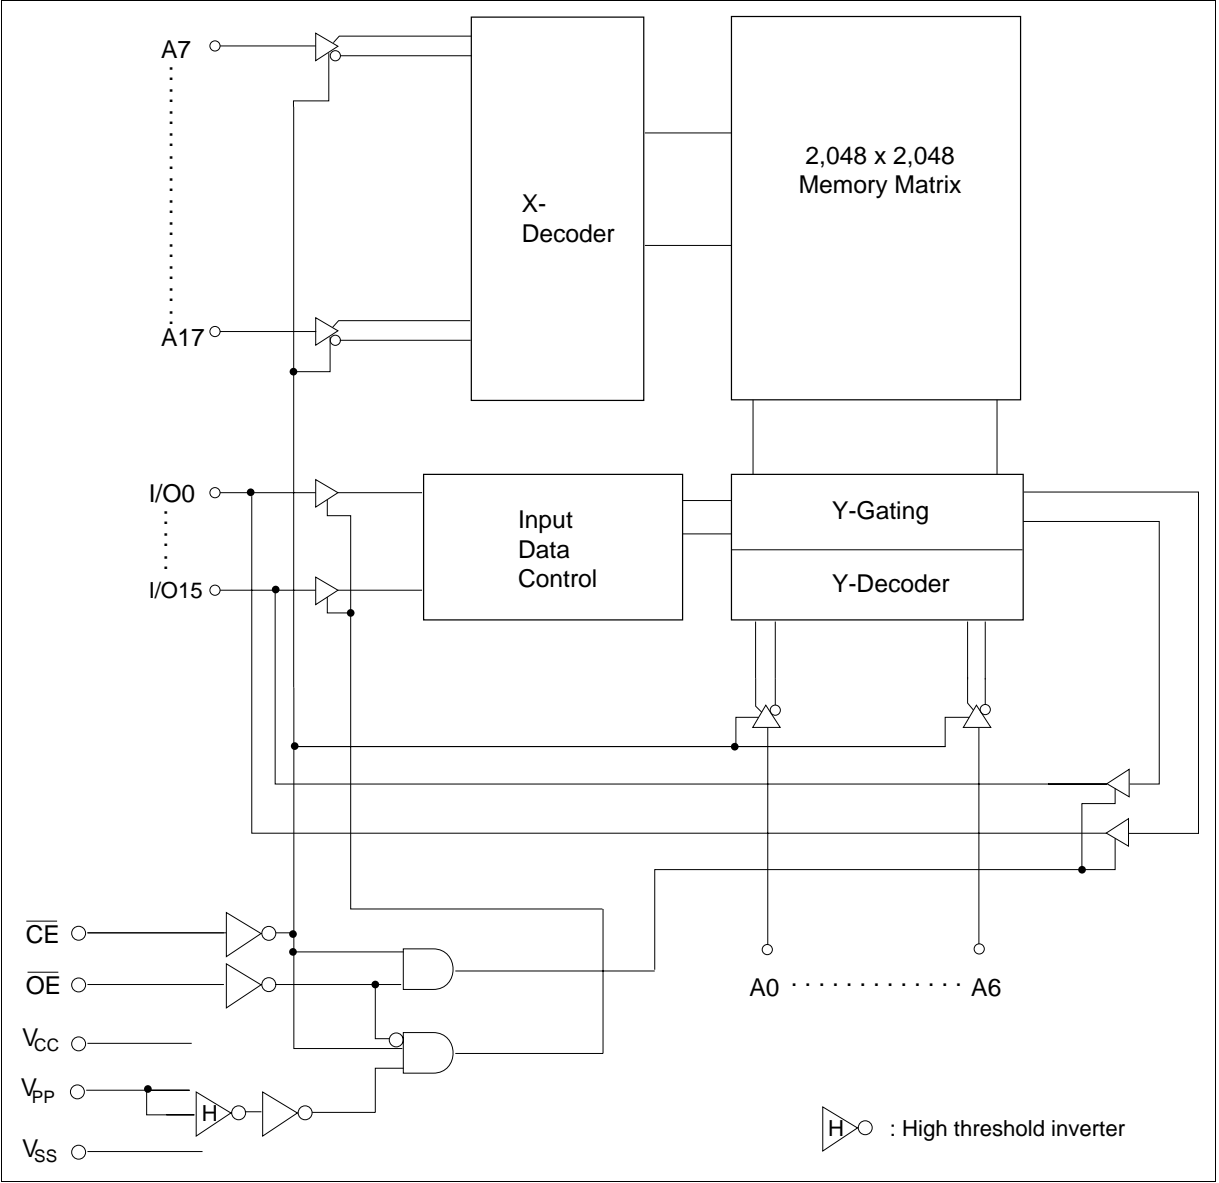 A7
2,048 x 2,048
Memory Matrix
X-
Decoder
A17
I/O0
Input
Data
Control
Y-Gating
I/O15
Y-Decoder
CE
OE
A0 ............. A6
VCC
VPP
H
H : High threshold inverter
VSS